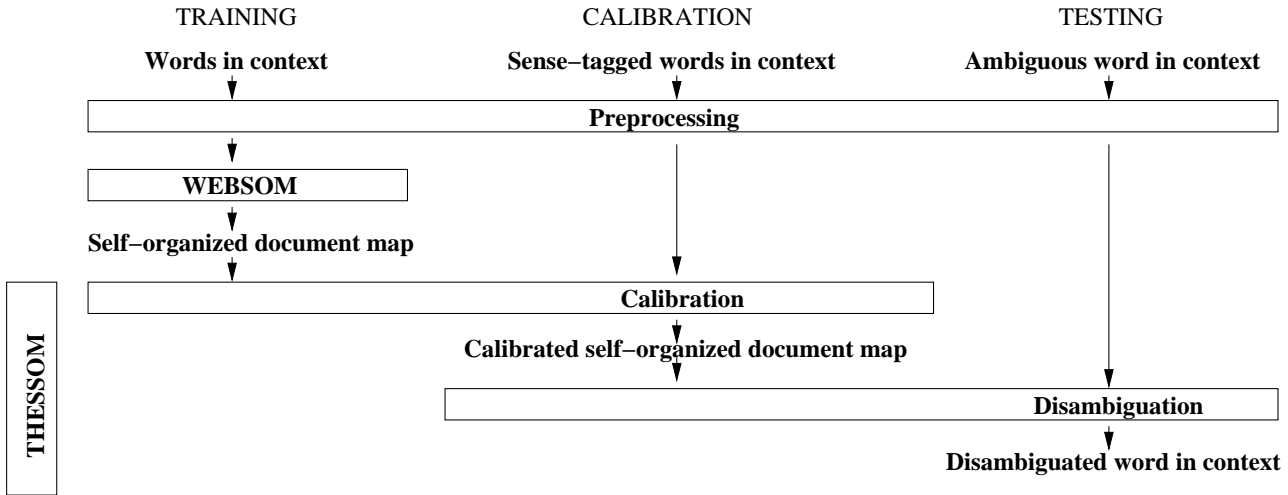 TRAINING CALIBRATION TESTING
Words in context Sense−tagged words in context Ambiguous word in context
Preprocessing
WEBSOM
Self−organized document map
Calibration
Calibrated self−organized document map
Disambiguation
Disambiguated word in context
THESSOM